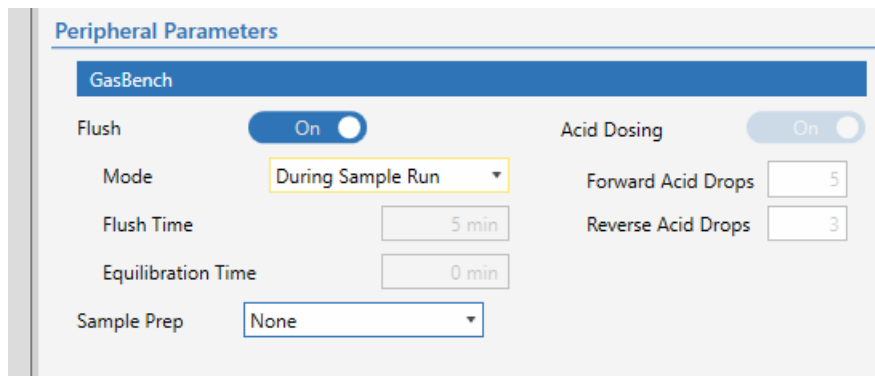 Peripheral Parameters
GasBench
Flush On
Acid Dosing On
Mode During Sample Run
Forward Acid Drops 5
Flush Time 5 min
Reverse Acid Drops 3
Equilibration Time 0 min
Sample Prep None